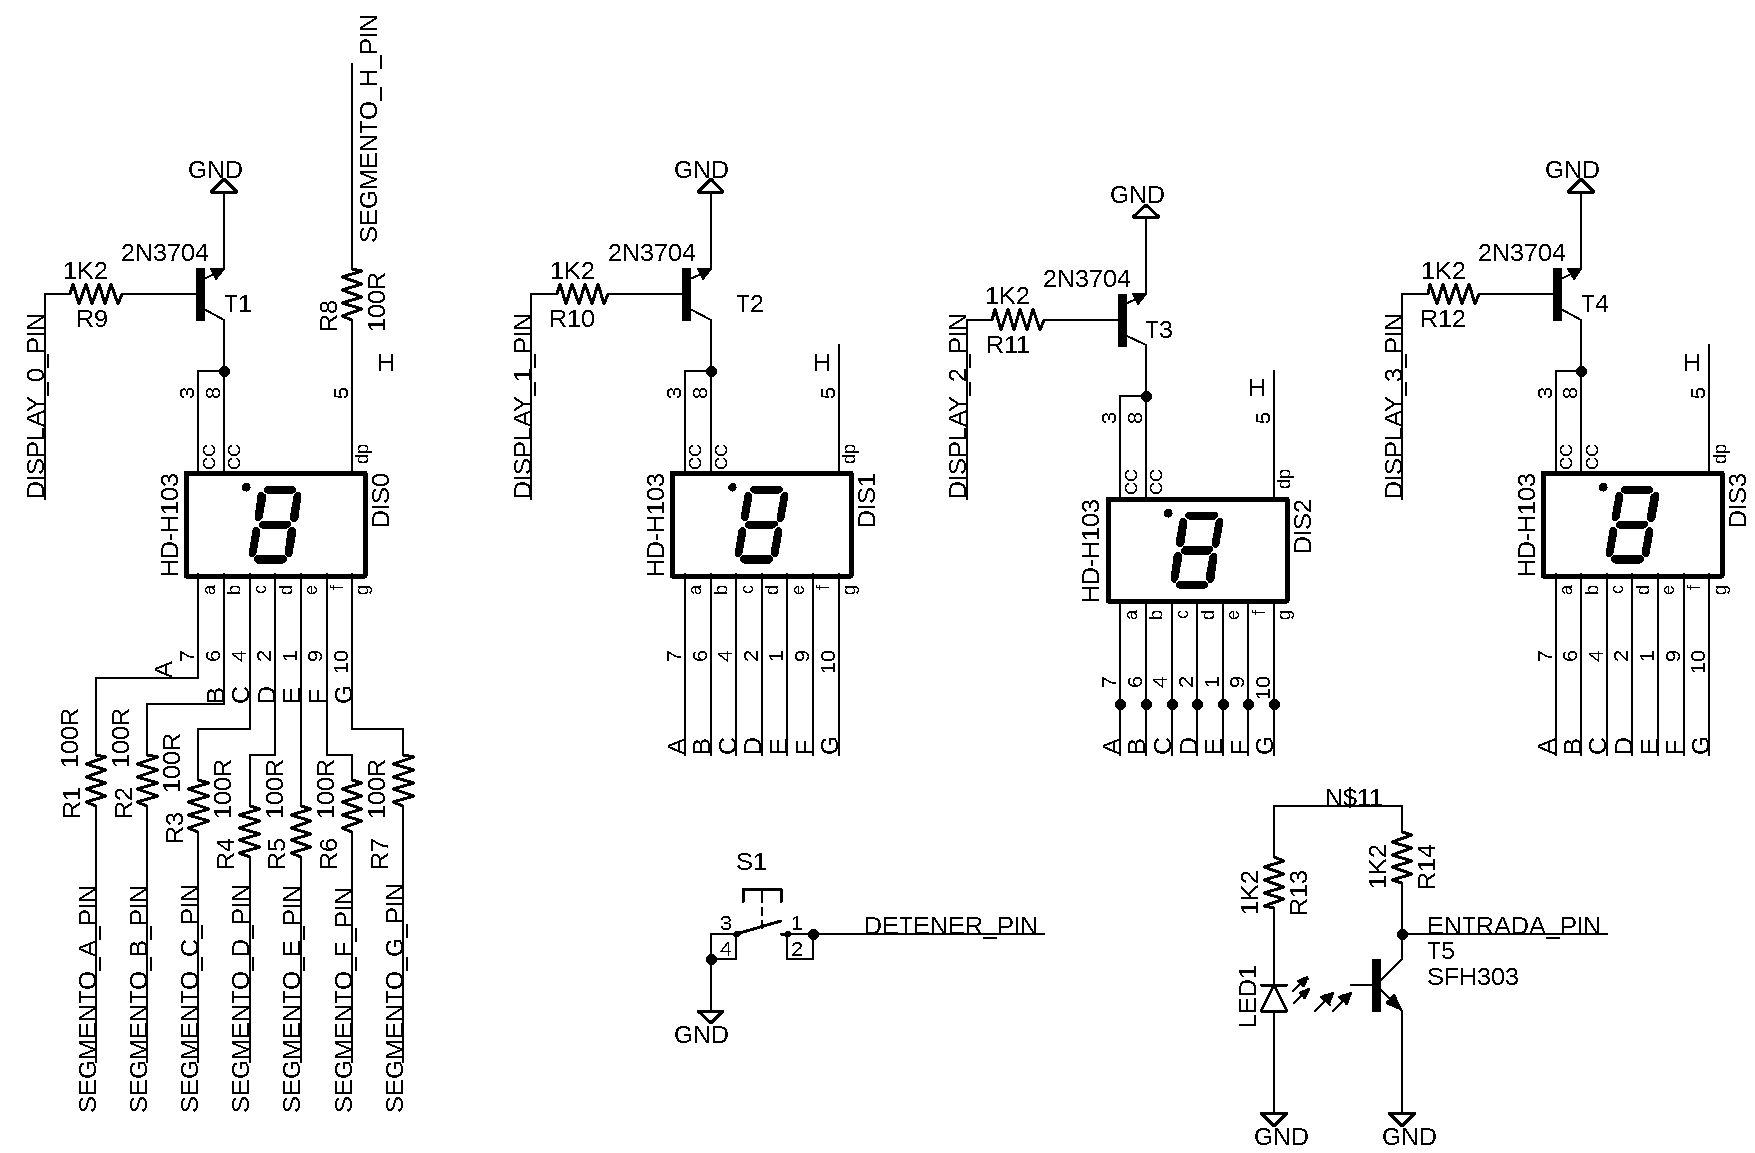 SEGMENTO_H_PIN
GND
2N3704
1K2
R9
T1
R8
100R
DISPLAY_0_PIN
H
3
8
5
CC
CC
dp
HD-H103
DIS0
a
b
c
d
e
f
g
7
6
4
2
1
9
10
A
B
C
D
E
F
G
100R
R1
100R
R2
100R
R3
100R
R4
100R
R5
100R
R6
100R
R7
SEGMENTO_A_PIN
SEGMENTO_B_PIN
SEGMENTO_C_PIN
SEGMENTO_D_PIN
SEGMENTO_E_PIN
SEGMENTO_F_PIN
SEGMENTO_G_PIN
GND
2N3704
1K2
R10
T2
DISPLAY_1_PIN
H
3
8
5
CC
CC
dp
HD-H103
DIS1
a
b
c
d
e
f
g
7
6
4
2
1
9
10
A
B
C
D
E
F
G
GND
2N3704
1K2
R11
T3
DISPLAY_2_PIN
H
3
8
5
CC
CC
dp
HD-H103
DIS2
a
b
c
d
e
f
g
7
6
4
2
1
9
10
A
B
C
D
E
F
G
GND
2N3704
1K2
R12
T4
DISPLAY_3_PIN
H
3
8
5
CC
CC
dp
HD-H103
DIS3
a
b
c
d
e
f
g
7
6
4
2
1
9
10
A
B
C
D
E
F
G
S1
3
1
4
2
DETENER_PIN
GND
N$11
1K2
R13
1K2
R14
ENTRADA_PIN
T5
SFH303
LED1
GND
GND